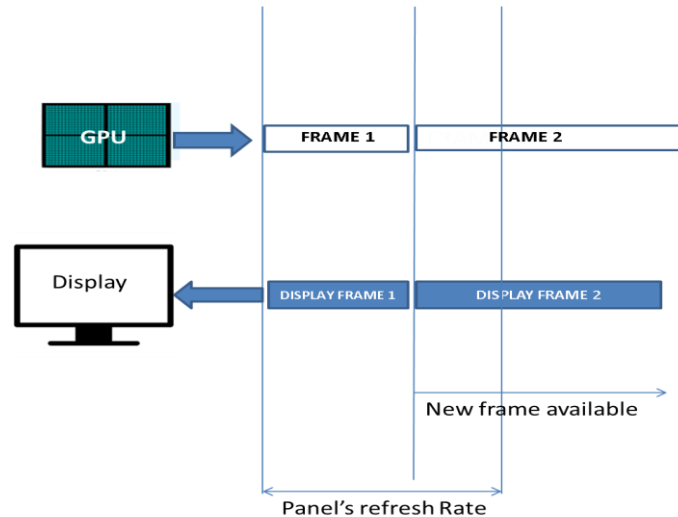 GPU
FRAME 1
FRAME 2
Display
DISPLAY FRAME 1
DISPLAY FRAME 2
New frame available
Panel's refresh Rate